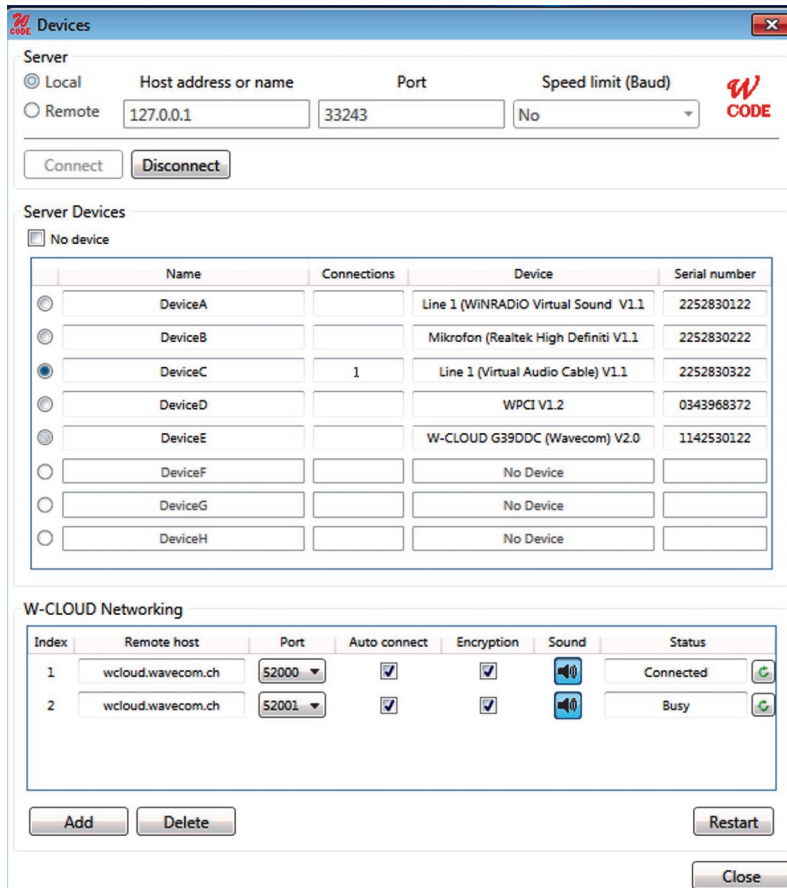 W CODE Devices
Server
Local Host address or name Port Speed limit (Baud)
Remote 127.0.0.1 33243 No
W CODE
Connect Disconnect
Server Devices
No device
Name Connections Device Serial number
DeviceA Line 1 (WiNRADiO Virtual Sound V1.1 2252830122
DeviceB Mikrofon (Realtek High Definiti V1.1 2252830222
DeviceC 1 Line 1 (Virtual Audio Cable) V1.1 2252830322
DeviceD WPCI V1.2 0343968372
DeviceE W-CLOUD G39DDC (Wavecom) V2.0 1142530122
DeviceF No Device
DeviceG No Device
DeviceH No Device
W-CLOUD Networking
Index Remote host Port Auto connect Encryption Sound Status
1 wcloud.wavecom.ch 52000 Connected
2 wcloud.wavecom.ch 52001 Busy
Add Delete Restart
Close